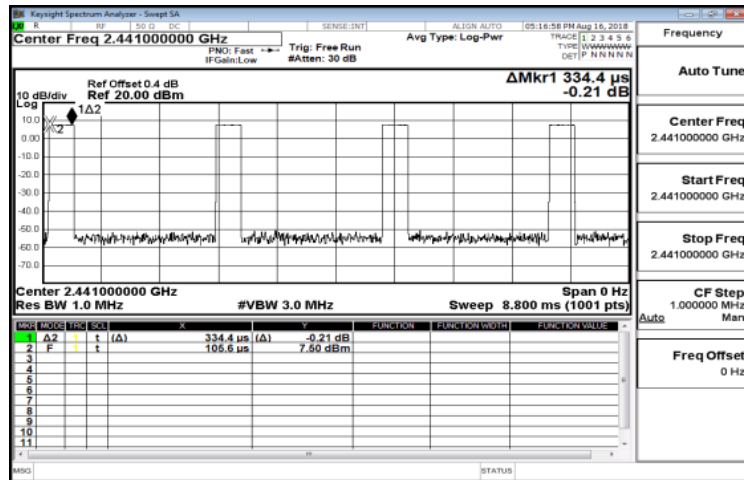 Keysight Spectrum Analyzer - Swept SA
R RF 50 Ω DC SENSE:INT ALIGN AUTO 05:16:58 PM Aug 16, 2018
Center Freq 2.441000000 GHz
PNO: Fast
IFGain:Low
Trig: Free Run
#Atten: 30 dB
Avg Type: Log-Pwr
TRACE 1 2 3 4 5 6
TYPE WWWWWW
DET P N N N N N
ΔMkr1 334.4 µs
-0.21 dB
Ref Offset 0.4 dB
10 dB/div Ref 20.00 dBm
Log
1Δ2
10.0
2
0.00
-10.0
-20.0
-30.0
-40.0
-50.0
-60.0
-70.0
Center 2.441000000 GHz Span 0 Hz
Res BW 1.0 MHz #VBW 3.0 MHz Sweep 8.800 ms (1001 pts)
MKR MODE TRC SCL X Y FUNCTION FUNCTION WIDTH FUNCTION VALUE
1 Δ2 1 t (Δ) 334.4 µs (Δ) -0.21 dB
2 F 1 t 105.6 µs 7.50 dBm
3
4
5
6
7
8
9
10
11
MSG STATUS
Frequency
Auto Tune
Center Freq
2.441000000 GHz
Start Freq
2.441000000 GHz
Stop Freq
2.441000000 GHz
CF Step
1.000000 MHz
Auto Man
Freq Offset
0 Hz